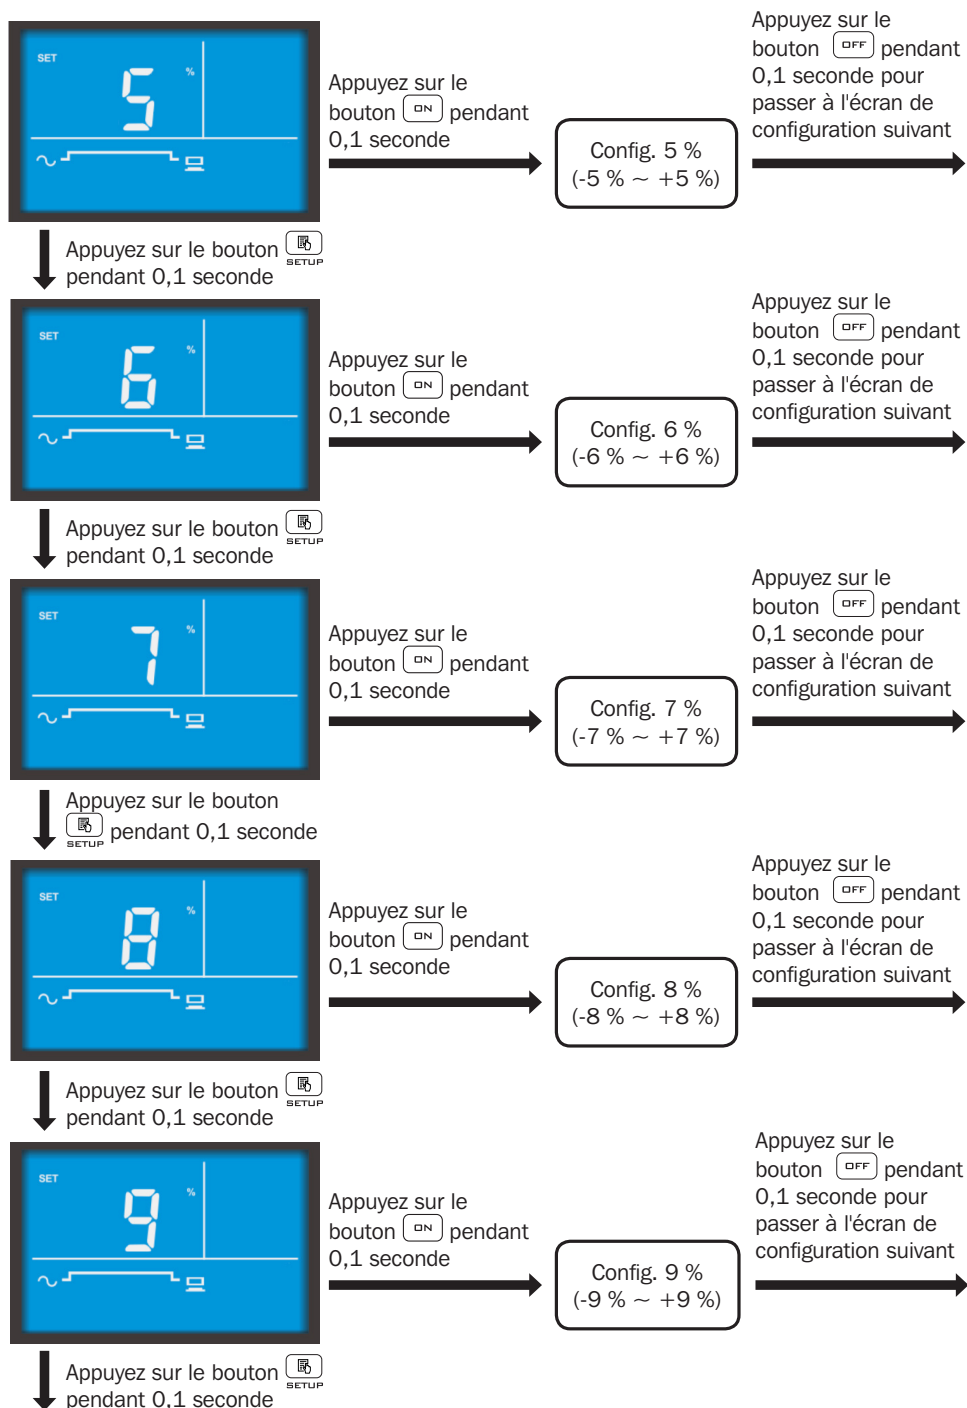 SET
5 %
Appuyez sur le
bouton ON pendant
0,1 seconde
Config. 5 %
(-5 % ~ +5 %)
Appuyez sur le
bouton OFF pendant
0,1 seconde pour
passer à l'écran de
configuration suivant
Appuyez sur le bouton
SETUP
pendant 0,1 seconde
SET
6 %
Appuyez sur le
bouton ON pendant
0,1 seconde
Config. 6 %
(-6 % ~ +6 %)
Appuyez sur le
bouton OFF pendant
0,1 seconde pour
passer à l'écran de
configuration suivant
Appuyez sur le bouton
SETUP
pendant 0,1 seconde
SET
7 %
Appuyez sur le
bouton ON pendant
0,1 seconde
Config. 7 %
(-7 % ~ +7 %)
Appuyez sur le
bouton OFF pendant
0,1 seconde pour
passer à l'écran de
configuration suivant
Appuyez sur le bouton
SETUP pendant 0,1 seconde
SET
8 %
Appuyez sur le
bouton ON pendant
0,1 seconde
Config. 8 %
(-8 % ~ +8 %)
Appuyez sur le
bouton OFF pendant
0,1 seconde pour
passer à l'écran de
configuration suivant
Appuyez sur le bouton
SETUP
pendant 0,1 seconde
SET
9 %
Appuyez sur le
bouton ON pendant
0,1 seconde
Config. 9 %
(-9 % ~ +9 %)
Appuyez sur le
bouton OFF pendant
0,1 seconde pour
passer à l'écran de
configuration suivant
Appuyez sur le bouton
SETUP
pendant 0,1 seconde